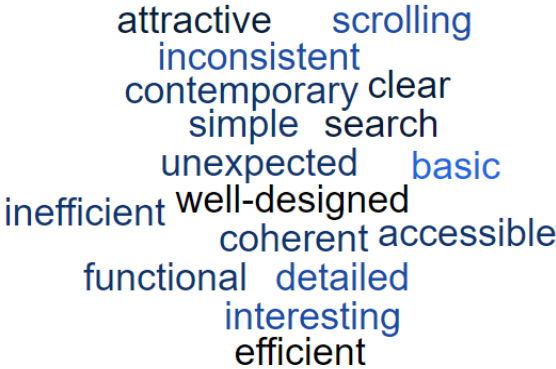 attractive scrolling
inconsistent
contemporary clear
simple search
unexpected basic
inefficient well-designed
coherent accessible
functional detailed
interesting
efficient